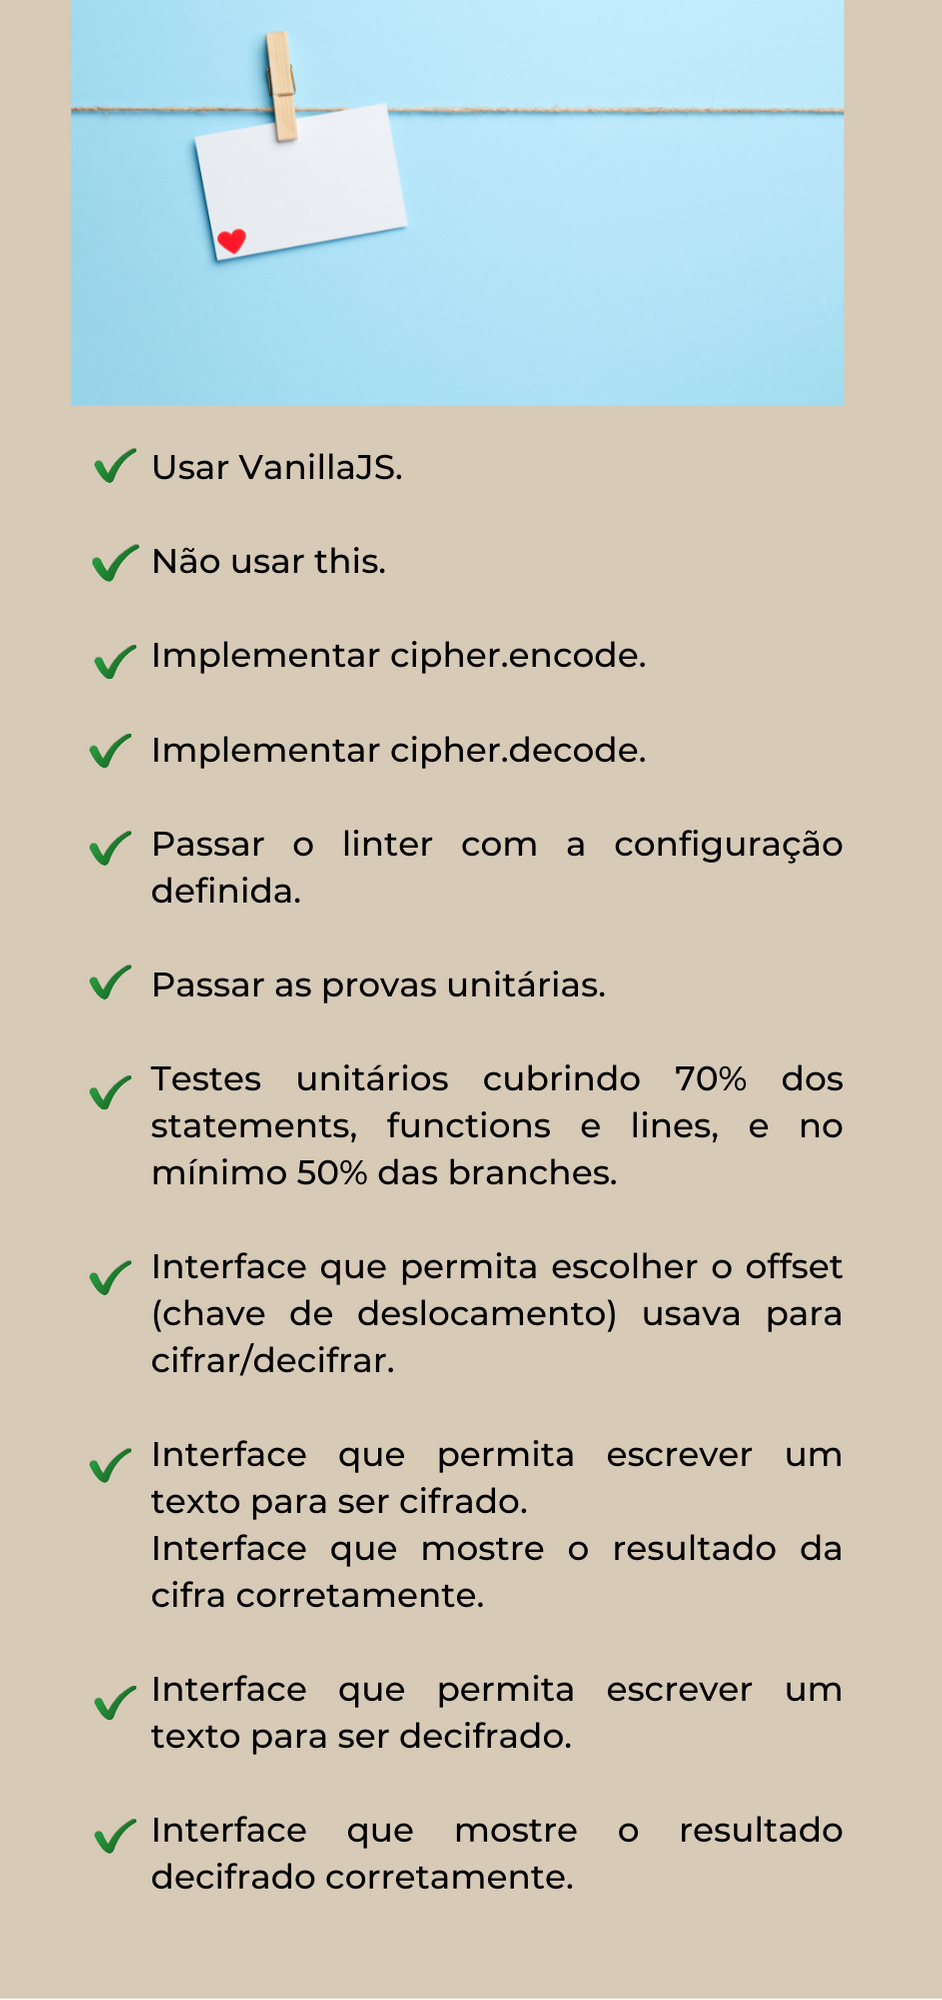 Usar VanillaJS.
Não usar this.
Implementar cipher.encode.
Implementar cipher.decode.
Passar o linter com a configuração
definida.
Passar as provas unitárias.
Testes unitários cubrindo 70% dos
statements, functions e lines, e no
mínimo 50% das branches.
Interface que permita escolher o offset
(chave de deslocamento) usava para
cifrar/decifrar.
Interface que permita escrever um
texto para ser cifrado.
Interface que mostre o resultado da
cifra corretamente.
Interface que permita escrever um
texto para ser decifrado.
Interface que mostre o resultado
decifrado corretamente.